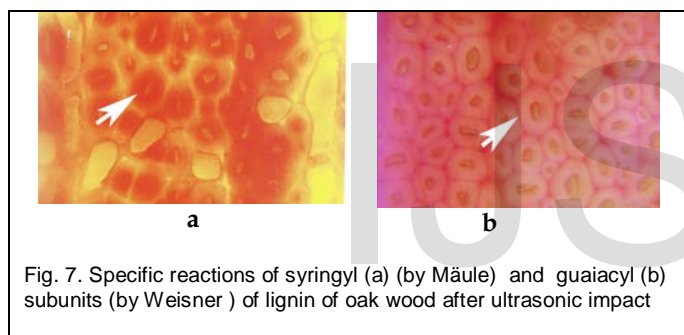 IJS
a b
Fig. 7. Specific reactions of syringyl (a) (by Mäule) and guaiacyl (b)
subunits (by Weisner ) of lignin of oak wood after ultrasonic impact